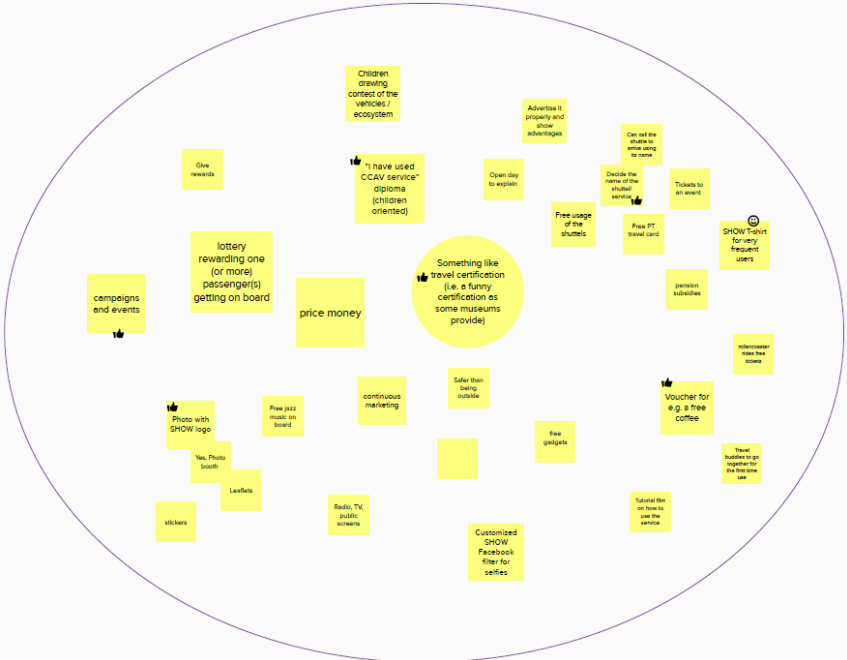 Children
drawing
contest of the
vehicles /
ecosystem
Advertise it
properly and
show
advantages
Can call the
shuttle to
arrive using
its name
Give
rewards
"I have used
CCAV service"
diploma
(children
oriented)
Open day
to explain
Decide the
name of the
shuttel/
service
Tickets to
an event
Free usage
of the
shuttels
Free PT
travel card
SHOW T-shirt
for very
frequent
users
lottery
rewarding one
(or more)
passenger(s)
getting on board
Something like
travel certification
(i.e. a funny
certification as
some museums
provide)
pension
subsidies
campaigns
and events
price money
rollercoaster
rides free
tickets
Safer than
being
outside
continuous
marketing
Voucher for
e.g. a free
coffee
Photo with
SHOW logo
Free jazz
music on
board
free
gadgets
Yes, Photo
booth
Travel
buddies to go
together for
the first time
use
Leaflets
stickers
Radio, TV,
public
screens
Tutorial film
on how to
use the
service
Customized
SHOW
Facebook
filter for
selfies